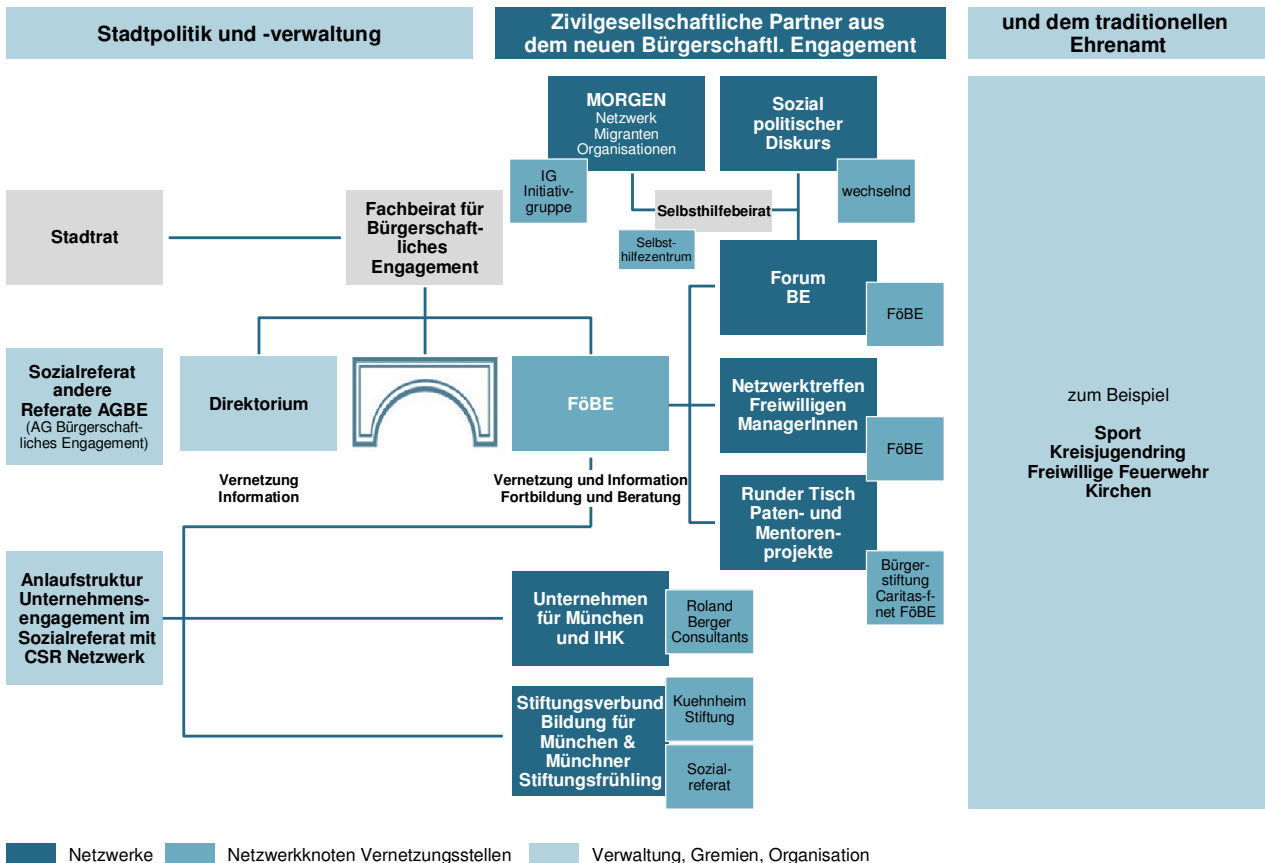 Stadtpolitik und -verwaltung
Zivilgesellschaftliche Partner aus
dem neuen Bürgerschaftl. Engagement
und dem traditionellen
Ehrenamt
MORGEN
Netzwerk
Migranten
Organisationen
IG
Initiativ-
gruppe
Sozial
politischer
Diskurs
wechselnd
Selbsthilfebeirat
Selbst-
hilfezentrum
Stadtrat
Fachbeirat für
Bürgerschaft-
liches
Engagement
Forum
BE
FöBE
Sozialreferat
andere
Referate AGBE
(AG Bürgerschaft-
liches Engagement)
Direktorium
FöBE
Netzwerktreffen
Freiwilligen
ManagerInnen
FöBE
Vernetzung
Information
Vernetzung und Information
Fortbildung und Beratung
Runder Tisch
Paten- und
Mentoren-
projekte
Bürger-
stiftung
Caritas-f-
net FöBE
Anlaufstruktur
Unternehmens-
engagement im
Sozialreferat mit
CSR Netzwerk
Unternehmen
für München
und IHK
Roland
Berger
Consultants
Stiftungsverbund
Bildung für
München &
Münchner
Stiftungsfrühling
Kuehnheim
Stiftung
Sozial-
referat
zum Beispiel
Sport
Kreisjugendring
Freiwillige Feuerwehr
Kirchen
Netzwerke
Netzwerkknoten Vernetzungsstellen
Verwaltung, Gremien, Organisation